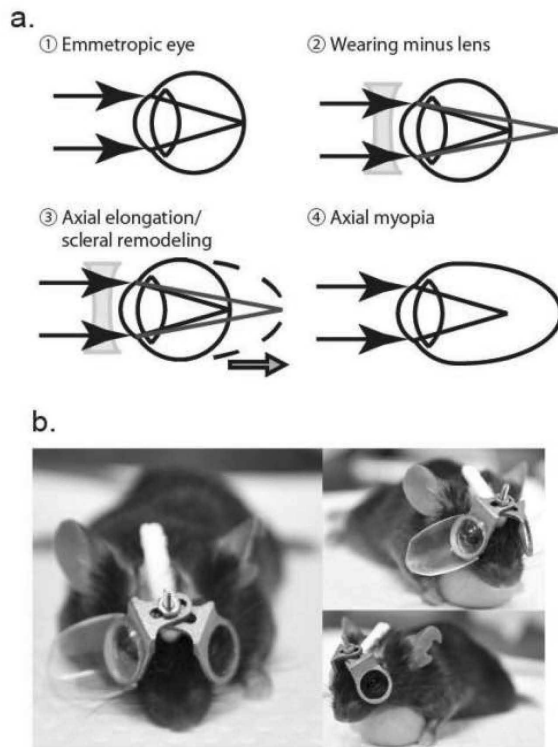 a.
① Emmetropic eye
② Wearing minus lens
③ Axial elongation/
scleral remodeling
④ Axial myopia
b.